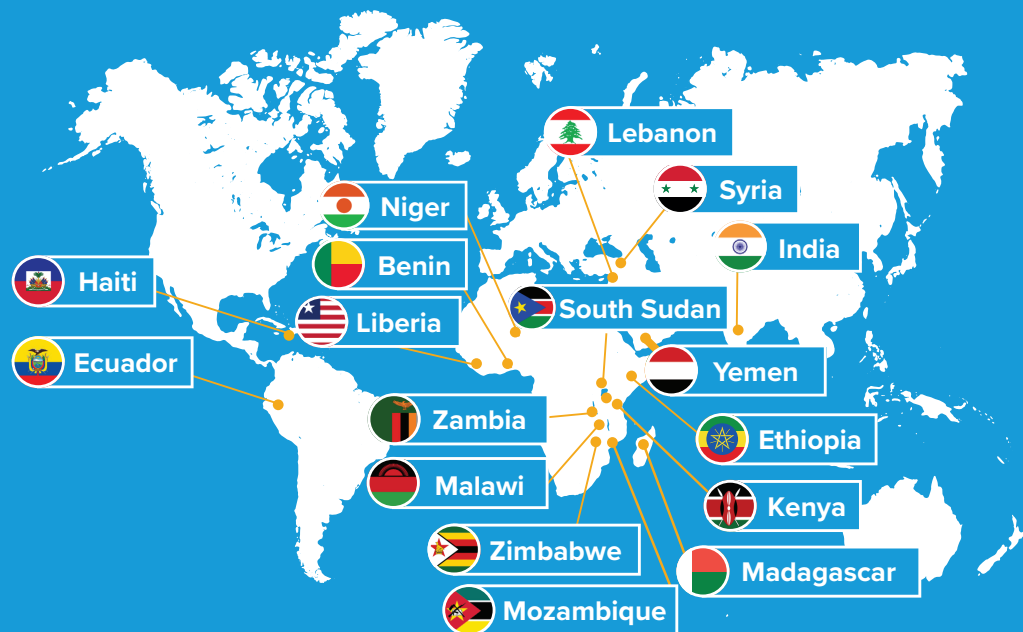 Lebanon
Syria
Niger
India
Benin
Haiti
South Sudan
Liberia
Ecuador
Yemen
Zambia
Ethiopia
Malawi
Kenya
Zimbabwe
Madagascar
Mozambique